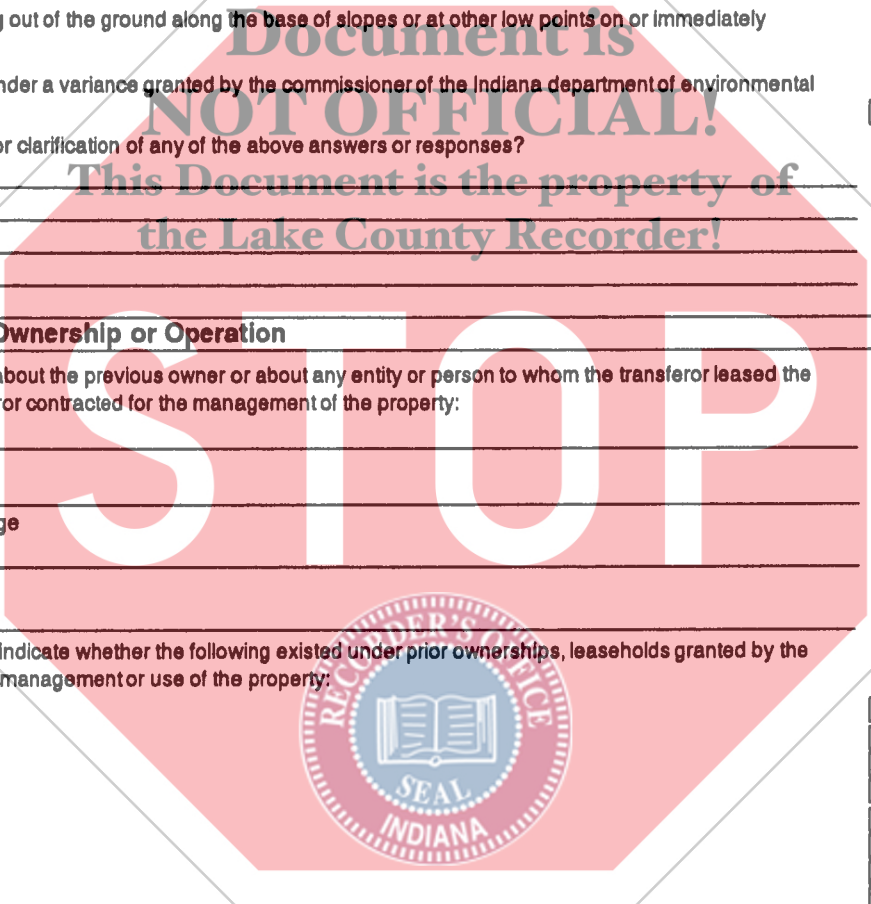 out of the ground along the base of slopes or at other low points on or immediately
Document is
under a variance granted by the commissioner of the Indiana department of environmental
NOT OFFICIAL!
or clarification of any of the above answers or responses?
This Document is the property of
the Lake County Recorder!
Ownership or Operation
about the previous owner or about any entity or person to whom the transferor leased the
or contracted for the management of the property:
STOP
indicate whether the following existed under prior ownerships, leaseholds granted by the
management or use of the property:
RECORDER'S OFFICE
SEAL
INDIANA